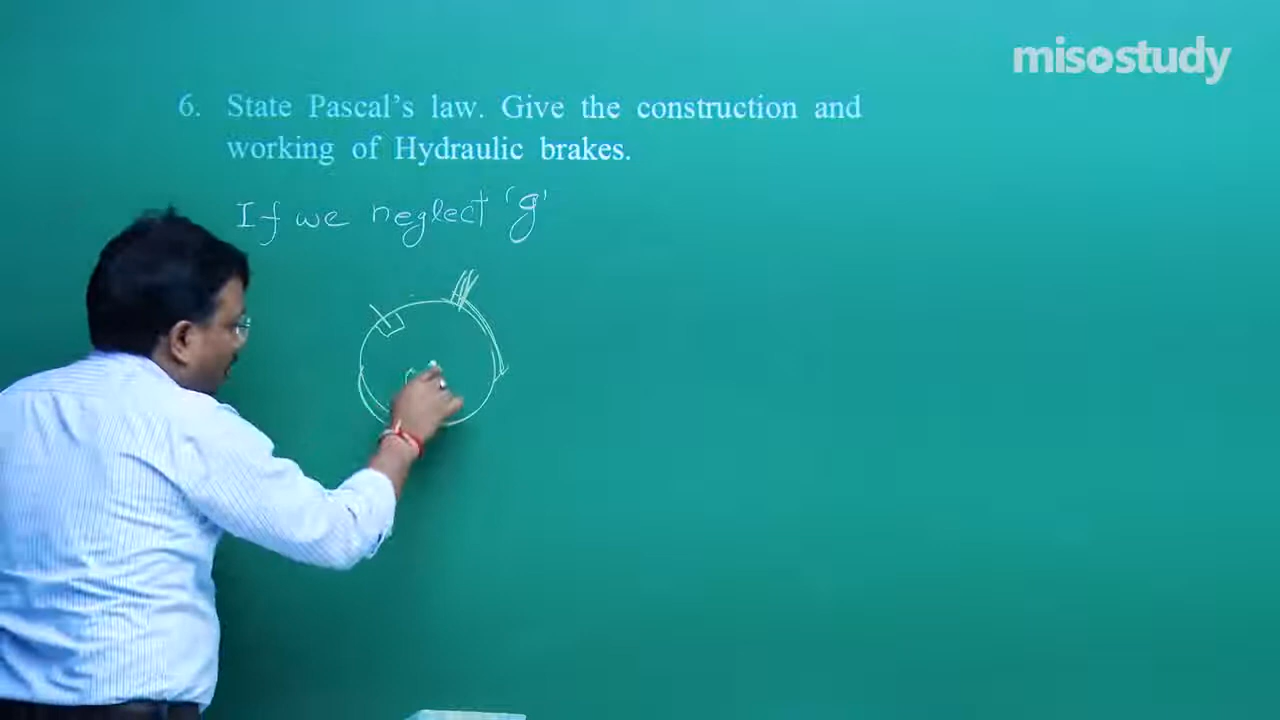 misostudy
6. State Pascal's law. Give the construction and
working of Hydraulic brakes.
If we neglect 'g'